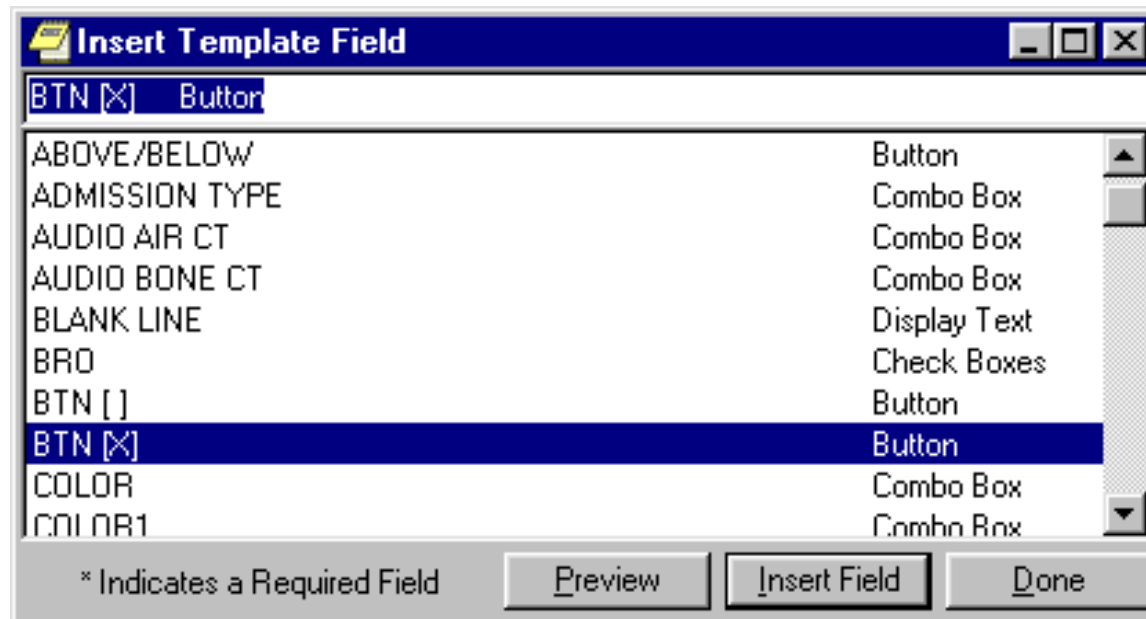 Insert Template Field
BTN [X] Button
ABOVE/BELOW Button
ADMISSION TYPE Combo Box
AUDIO AIR CT Combo Box
AUDIO BONE CT Combo Box
BLANK LINE Display Text
BRO Check Boxes
BTN [ ] Button
BTN [X] Button
COLOR Combo Box
COLOR1 Combo Box
* Indicates a Required Field Preview Insert Field Done